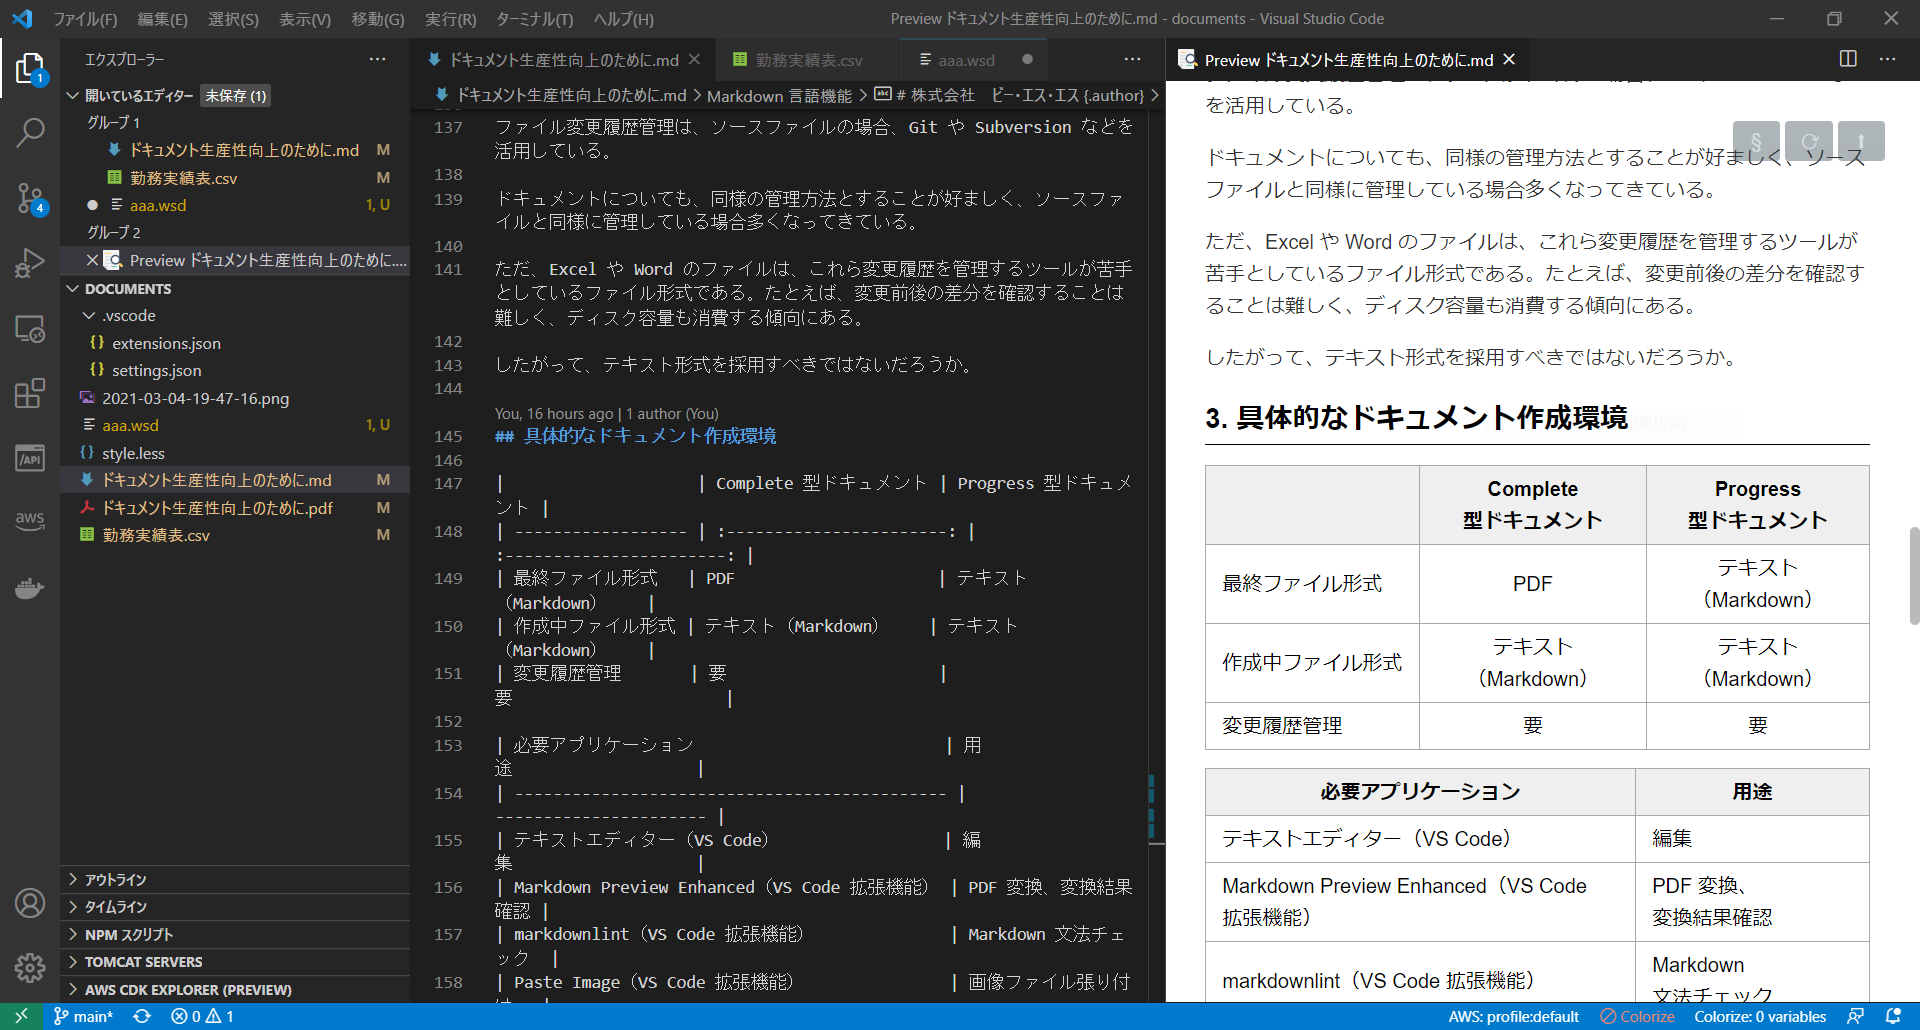 ファイル(F) 編集(E) 選択(S) 表示(V) 移動(G) 実行(R) ターミナル(T) ヘルプ(H)
Preview ドキュメント生産性向上のために.md - documents - Visual Studio Code
エクスプローラー
開いているエディター 未保存 (1)
グループ 1
ドキュメント生産性向上のために.md M
勤務実績表.csv M
aaa.wsd 1, U
グループ 2
Preview ドキュメント生産性向上のために....
DOCUMENTS
.vscode
{} extensions.json
{} settings.json
2021-03-04-19-47-16.png
aaa.wsd 1, U
{} style.less
ドキュメント生産性向上のために.md M
ドキュメント生産性向上のために.pdf M
勤務実績表.csv M
アウトライン
タイムライン
NPM スクリプト
TOMCAT SERVERS
AWS CDK EXPLORER (PREVIEW)
1
4
/API
aws
ドキュメント生産性向上のために.md
勤務実績表.csv
aaa.wsd
ドキュメント生産性向上のために.md > Markdown 言語機能 > # 株式会社 ビー・エス・エス {.author} >
137 ファイル変更履歴管理は、ソースファイルの場合、Git や Subversion などを
活用している。
138
139 ドキュメントについても、同様の管理方法とすることが好ましく、ソースファ
イルと同様に管理している場合多くなってきている。
140
141 ただ、Excel や Word のファイルは、これら変更履歴を管理するツールが苦手
としているファイル形式である。たとえば、変更前後の差分を確認することは
難しく、ディスク容量も消費する傾向にある。
142
143 したがって、テキスト形式を採用すべきではないだろうか。
144
You, 16 hours ago | 1 author (You)
145 ## 具体的なドキュメント作成環境
146
147 | | Complete 型ドキュメント | Progress 型ドキュメ
ント |
148 | ------------------ | :-----------------------: |
:-----------------------: |
149 | 最終ファイル形式 | PDF | テキスト
（Markdown） |
150 | 作成中ファイル形式 | テキスト（Markdown） | テキスト
（Markdown） |
151 | 変更履歴管理 | 要 |
要 |
152
153 | 必要アプリケーション | 用
途 |
154 | --------------------------------------------- |
---------------------- |
155 | テキストエディター（VS Code） | 編
集 |
156 | Markdown Preview Enhanced（VS Code 拡張機能） | PDF 変換、変換結果
確認 |
157 | markdownlint（VS Code 拡張機能） | Markdown 文法チェ
ック |
158 | Paste Image（VS Code 拡張機能） | 画像ファイル張り付
Preview ドキュメント生産性向上のために.md
を活用している。
§
ドキュメントについても、同様の管理方法とすることが好ましく、ソース
ファイルと同様に管理している場合多くなってきている。
ただ、Excel や Word のファイルは、これら変更履歴を管理するツールが
苦手としているファイル形式である。たとえば、変更前後の差分を確認す
ることは難しく、ディスク容量も消費する傾向にある。
したがって、テキスト形式を採用すべきではないだろうか。
3. 具体的なドキュメント作成環境
Complete Progress
型ドキュメント 型ドキュメント
最終ファイル形式 PDF テキスト
（Markdown）
作成中ファイル形式 テキスト テキスト
（Markdown） （Markdown）
変更履歴管理 要 要
必要アプリケーション 用途
テキストエディター（VS Code） 編集
Markdown Preview Enhanced（VS Code PDF 変換、
拡張機能） 変換結果確認
markdownlint（VS Code 拡張機能） Markdown
文法チェック
main* 0 1
AWS: profile:default Colorize Colorize: 0 variables